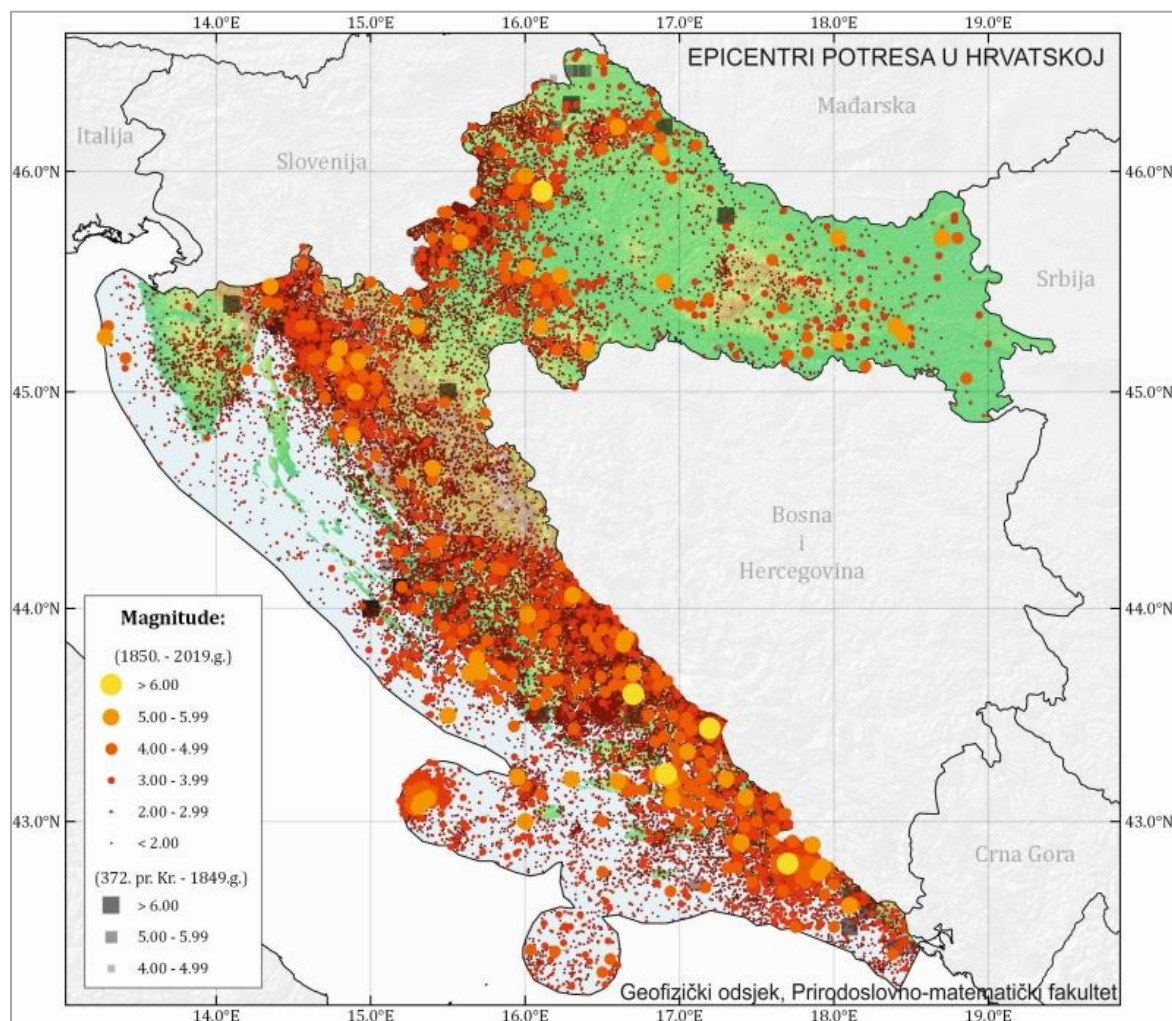 14.0°E 15.0°E 16.0°E 17.0°E 18.0°E 19.0°E
EPICENTRI POTRESA U HRVATSKOJ
Mađarska
Italija
Slovenija
46.0°N 46.0°N
Srbija
45.0°N 45.0°N
Bosna
i
Hercegovina
44.0°N 44.0°N
Magnitude:
(1850. - 2019.g.)
> 6.00
5.00 - 5.99
4.00 - 4.99
3.00 - 3.99
2.00 - 2.99
< 2.00
(372. pr. Kr. - 1849.g.)
> 6.00
5.00 - 5.99
4.00 - 4.99
43.0°N 43.0°N
Crna Gora
Geofizički odsjek, Prirodoslovno-matematički fakultet
14.0°E 15.0°E 16.0°E 17.0°E 18.0°E 19.0°E